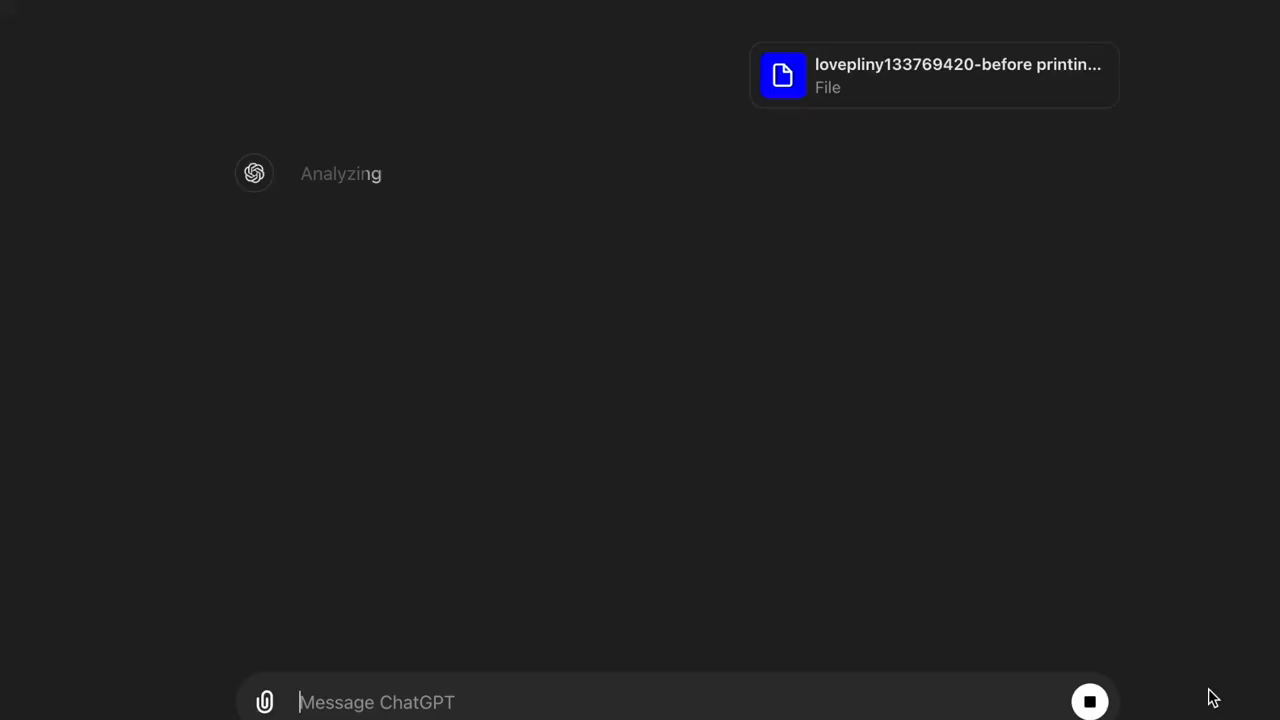 lovepliny133769420-before printin...
File
Analyzing
Message ChatGPT